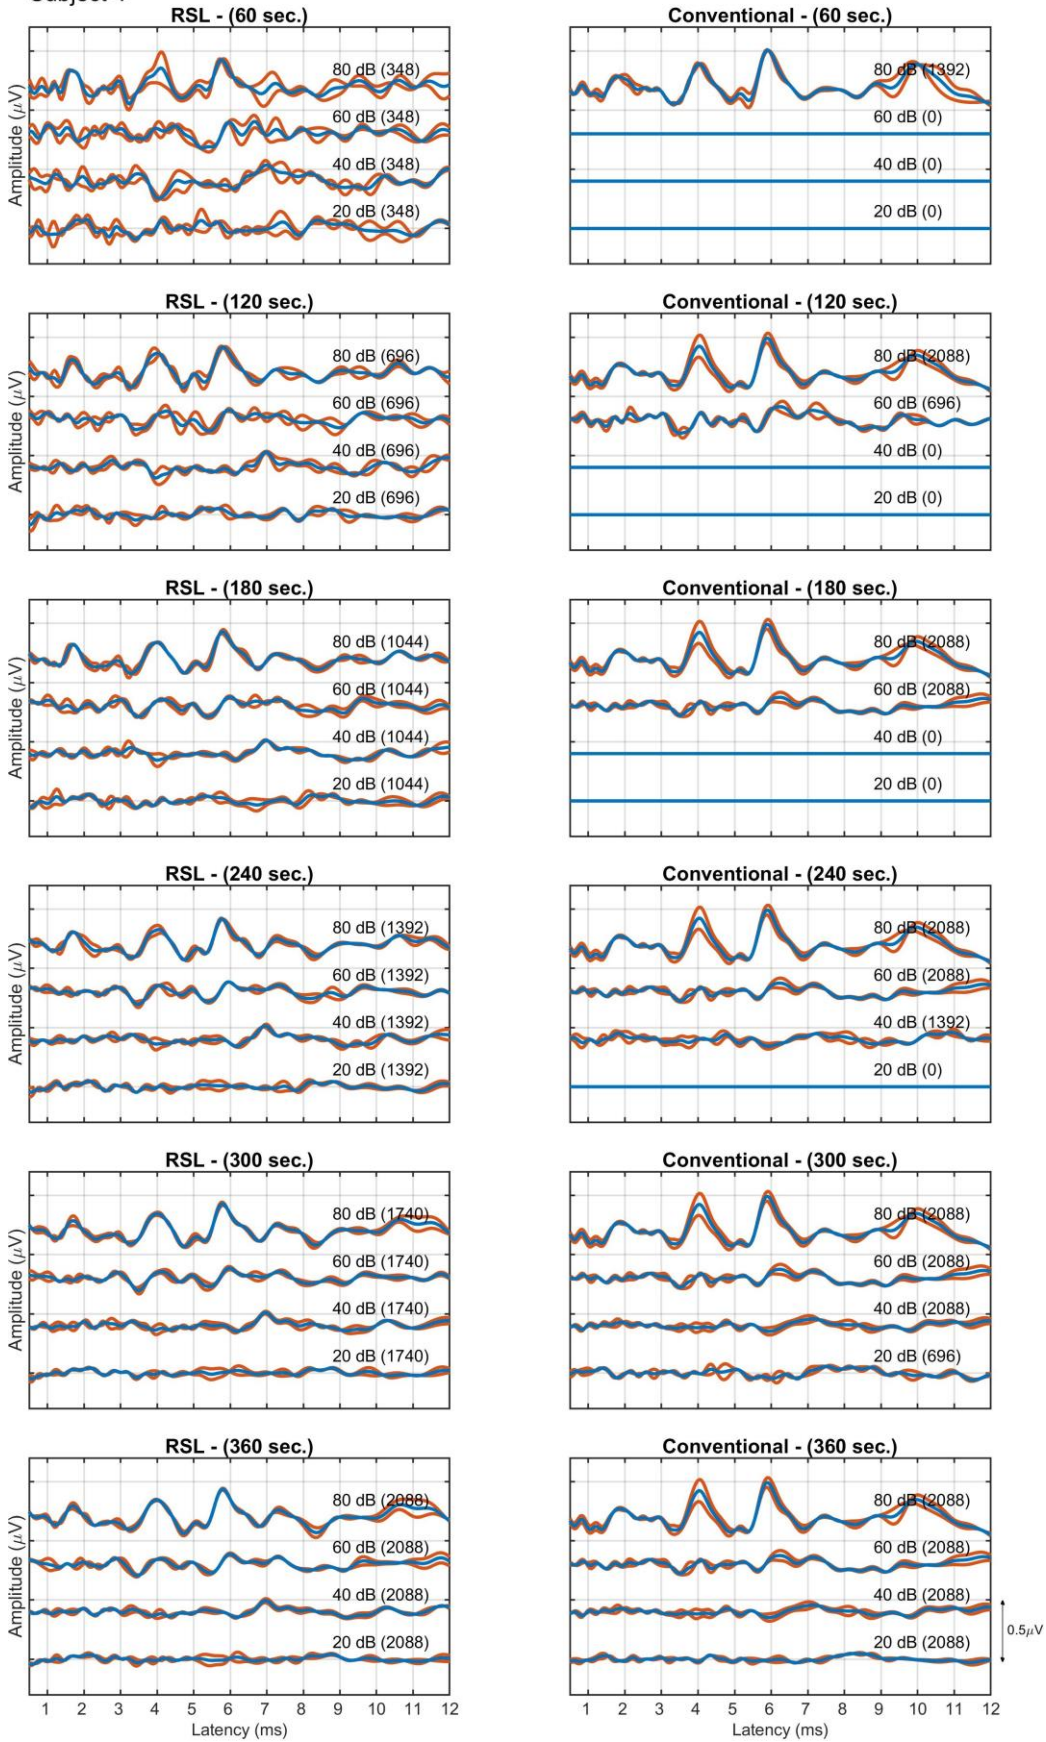 RSL - (60 sec.)
Conventional - (60 sec.)
Amplitude (μV)
80 dB (348)
60 dB (348)
40 dB (348)
20 dB (348)
80 dB (1392)
60 dB (0)
40 dB (0)
20 dB (0)
RSL - (120 sec.)
Conventional - (120 sec.)
Amplitude (μV)
80 dB (696)
60 dB (696)
40 dB (696)
20 dB (696)
80 dB (2088)
60 dB (696)
40 dB (0)
20 dB (0)
RSL - (180 sec.)
Conventional - (180 sec.)
Amplitude (μV)
80 dB (1044)
60 dB (1044)
40 dB (1044)
20 dB (1044)
80 dB (2088)
60 dB (2088)
40 dB (0)
20 dB (0)
RSL - (240 sec.)
Conventional - (240 sec.)
Amplitude (μV)
80 dB (1392)
60 dB (1392)
40 dB (1392)
20 dB (1392)
80 dB (2088)
60 dB (2088)
40 dB (1392)
20 dB (0)
RSL - (300 sec.)
Conventional - (300 sec.)
Amplitude (μV)
80 dB (1740)
60 dB (1740)
40 dB (1740)
20 dB (1740)
80 dB (2088)
60 dB (2088)
40 dB (2088)
20 dB (696)
RSL - (360 sec.)
Conventional - (360 sec.)
Amplitude (μV)
80 dB (2088)
60 dB (2088)
40 dB (2088)
20 dB (2088)
80 dB (2088)
60 dB (2088)
40 dB (2088)
20 dB (2088)
0.5μV
1 2 3 4 5 6 7 8 9 10 11 12
1 2 3 4 5 6 7 8 9 10 11 12
Latency (ms)
Latency (ms)